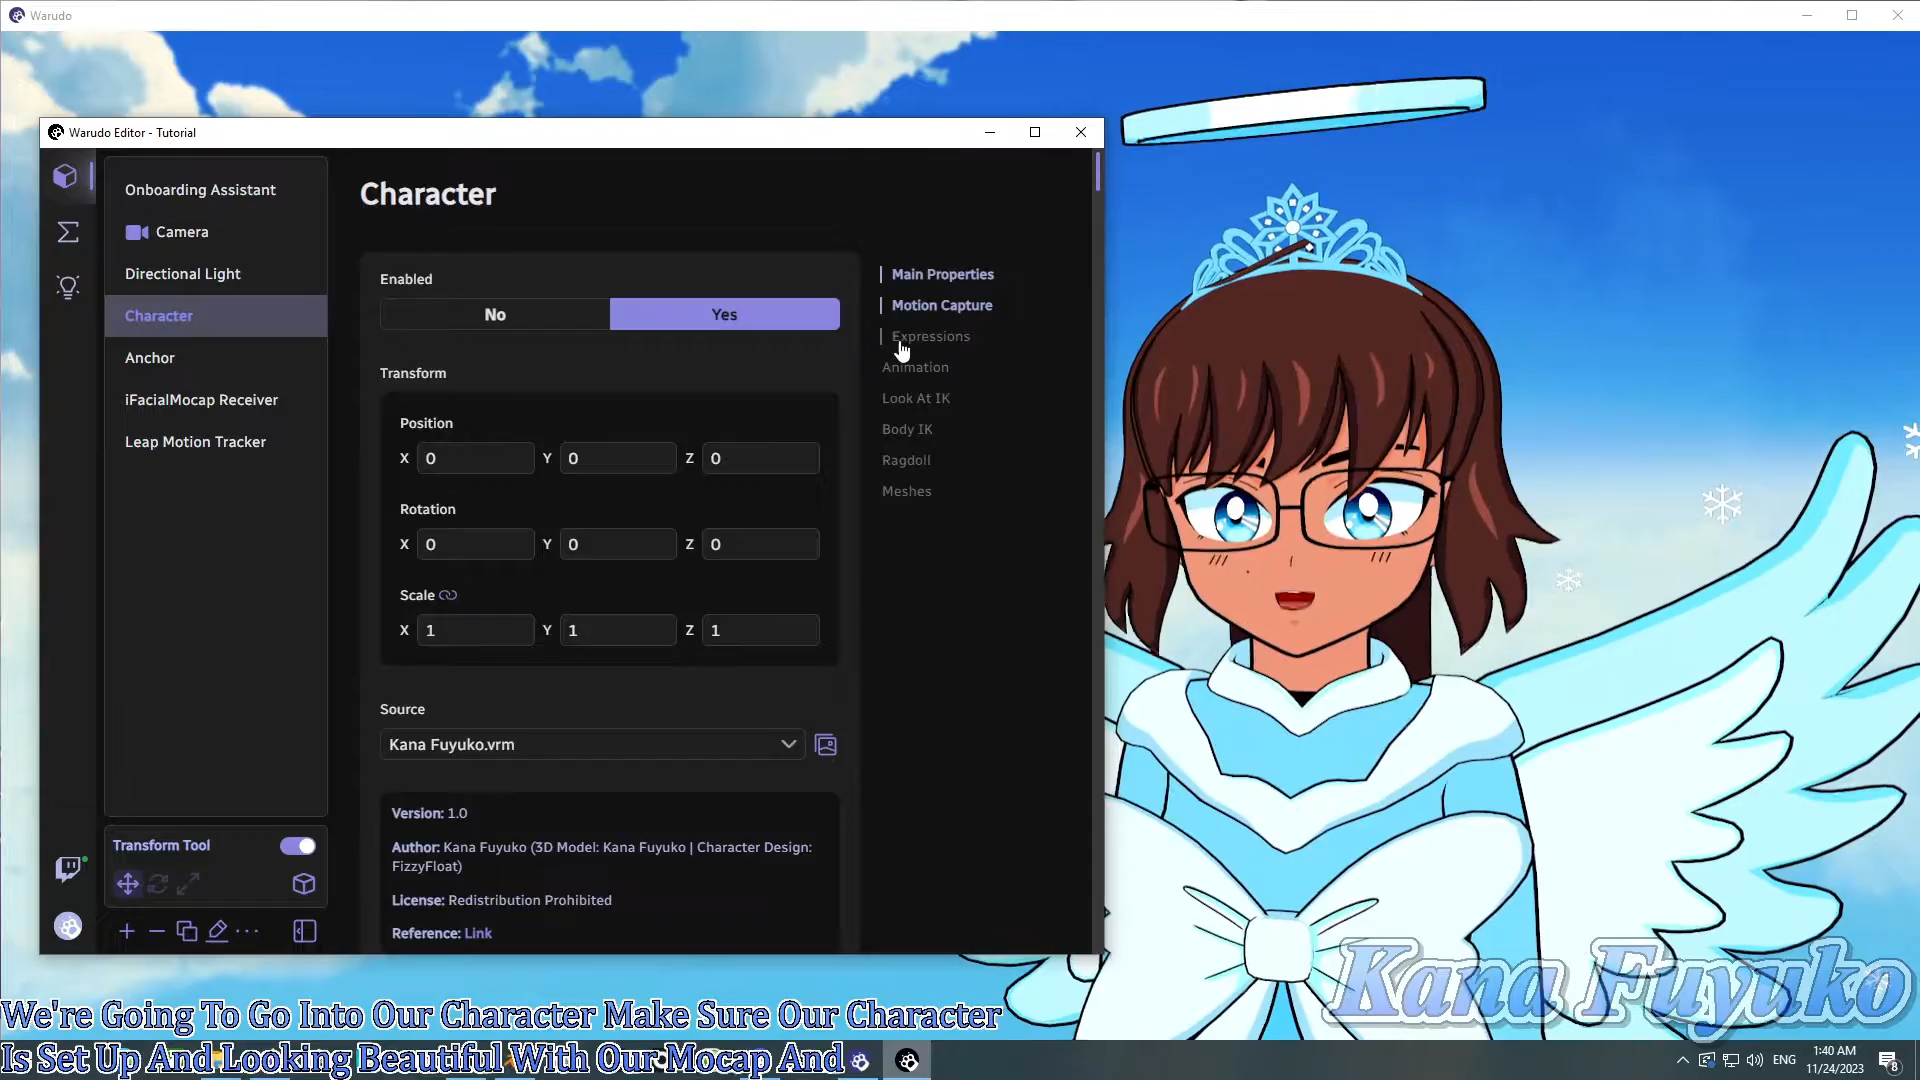 Warudo
Warudo Editor - Tutorial
Onboarding Assistant
Camera
Directional Light
Character
Anchor
iFacialMocap Receiver
Leap Motion Tracker
Transform Tool
Character
Enabled
No
Yes
Transform
Position
X 0 Y 0 Z 0
Rotation
X 0 Y 0 Z 0
Scale
X 1 Y 1 Z 1
Source
Kana Fuyuko.vrm
Version: 1.0
Author: Kana Fuyuko (3D Model: Kana Fuyuko | Character Design:
FizzyFloat)
License: Redistribution Prohibited
Reference: Link
Main Properties
Motion Capture
Expressions
Animation
Look At IK
Body IK
Ragdoll
Meshes
Kana Fuyuko
We're Going To Go Into Our Character Make Sure Our Character
Is Set Up And Looking Beautiful With Our Mocap And
ENG
1:40 AM
11/24/2023
8